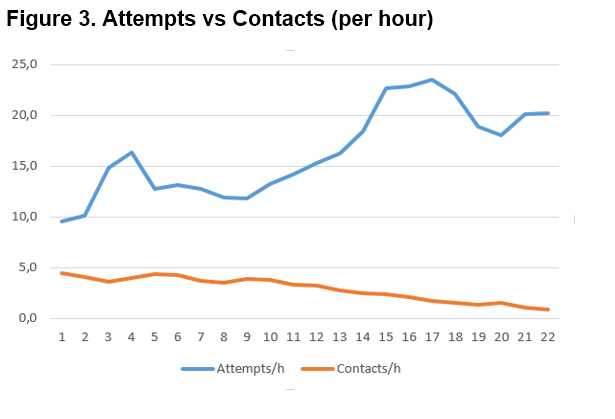 Figure 3. Attempts vs Contacts (per hour)
25,0
20,0
15,0
10,0
5,0
0,0
1 2 3 4 5 6 7 8 9 10 11 12 13 14 15 16 17 18 19 20 21 22
Attempts/h Contacts/h